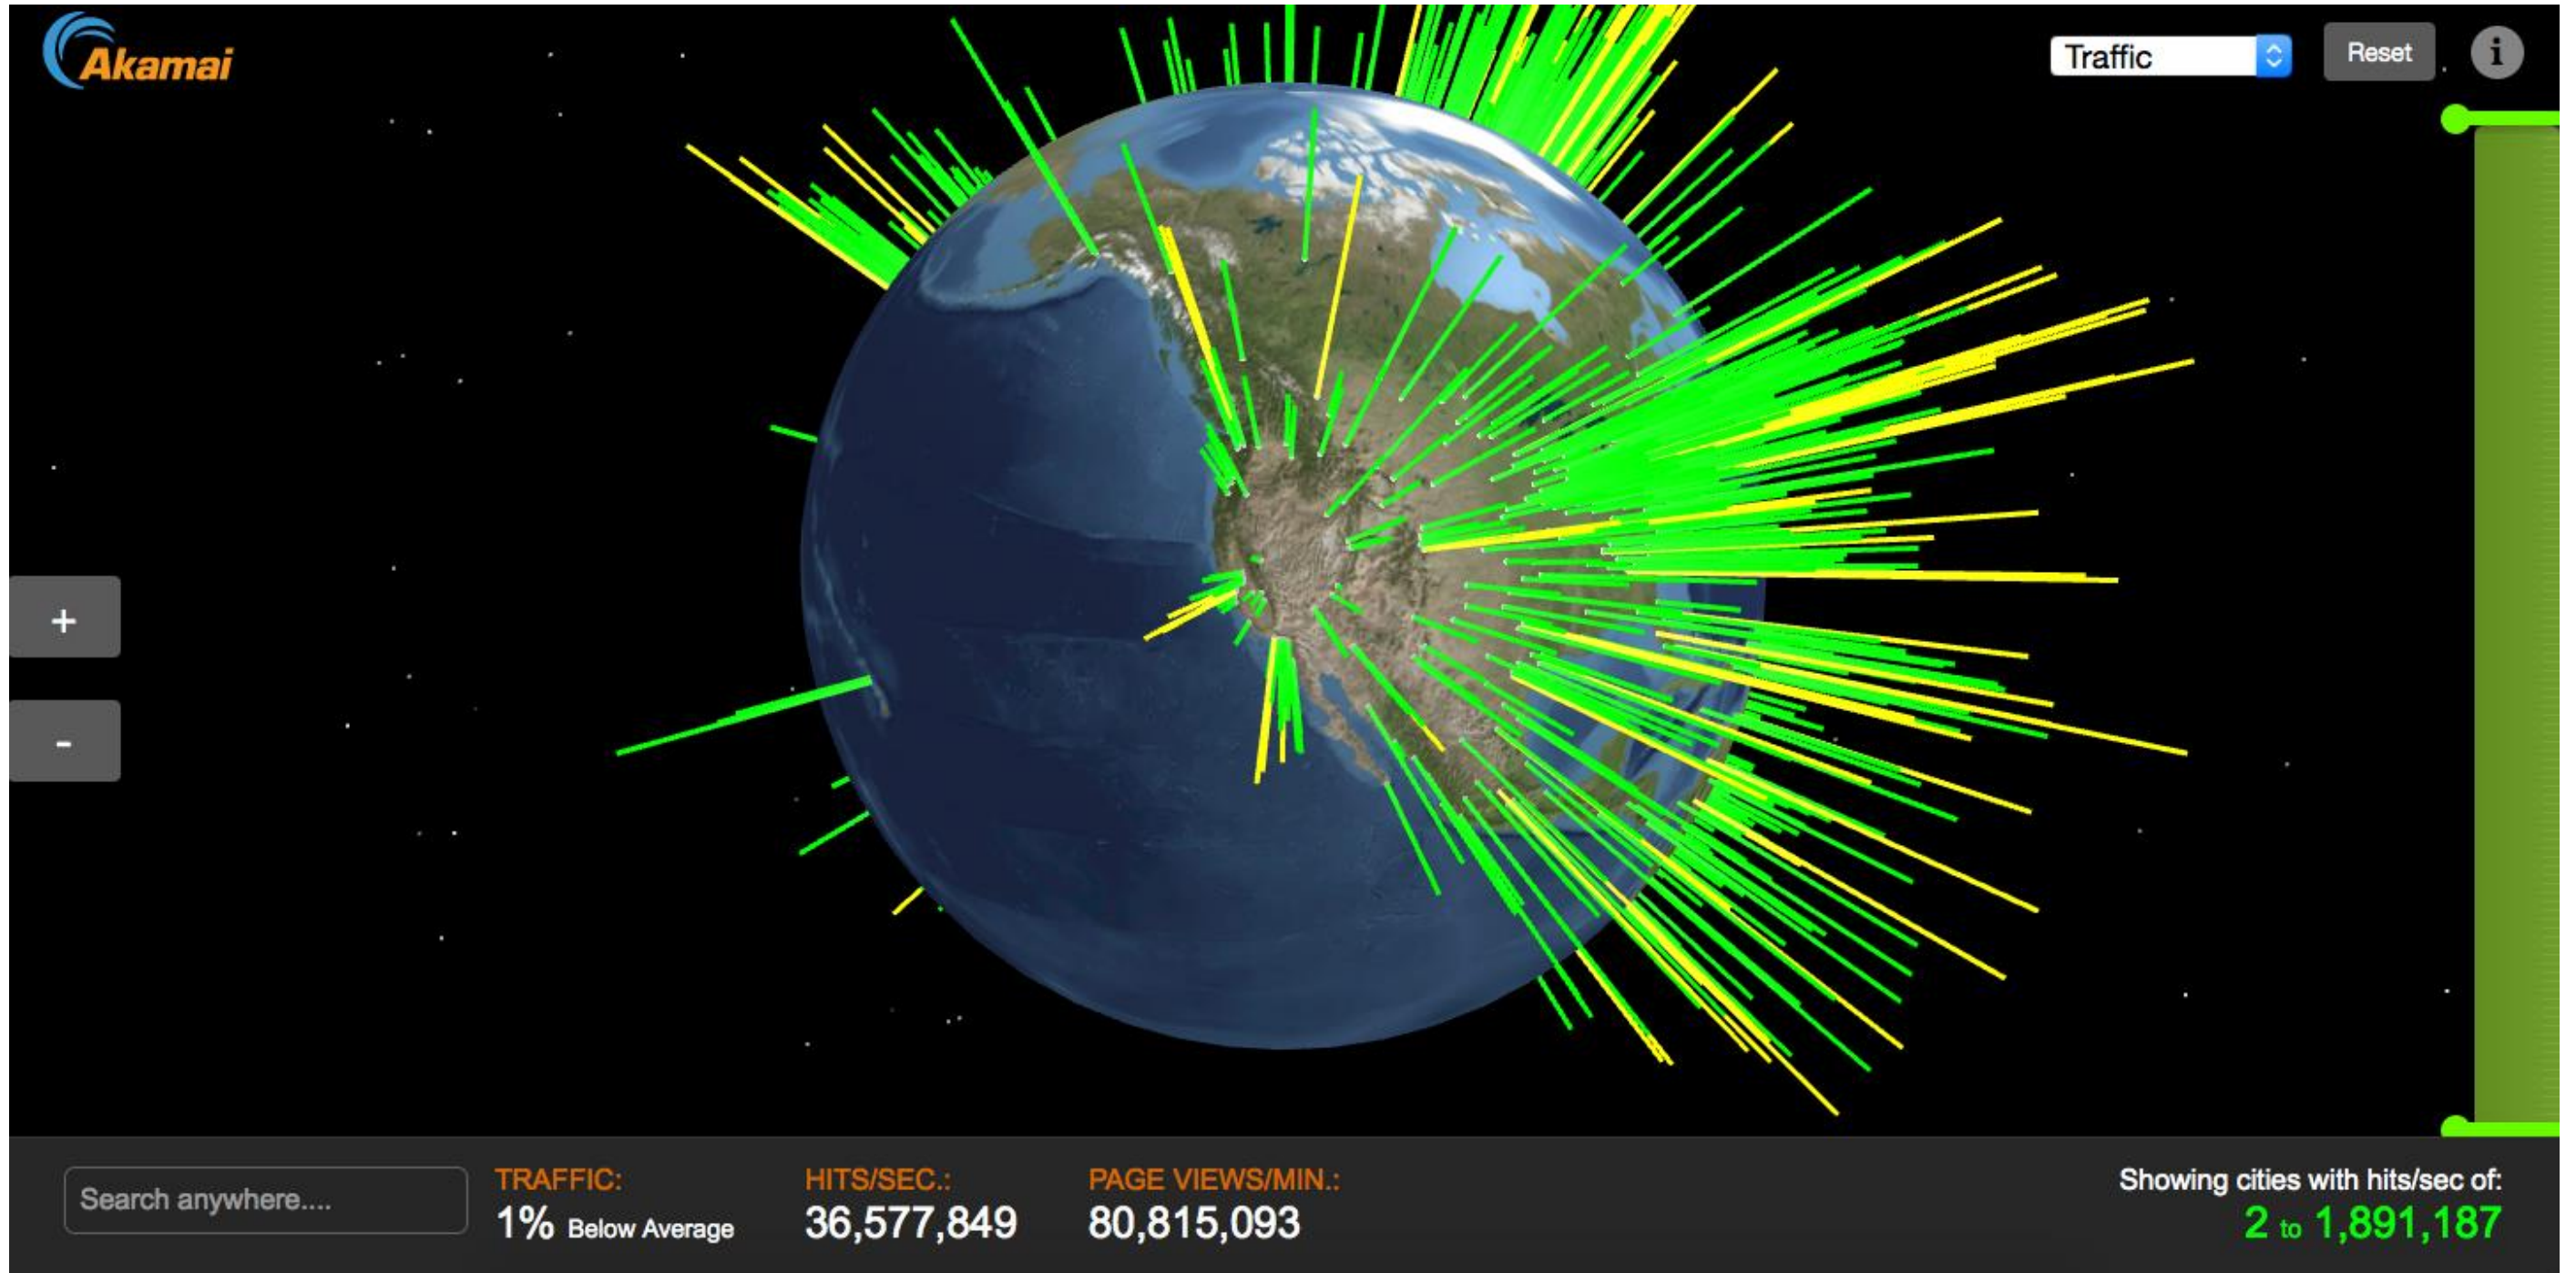 Akamai
Traffic
Reset
i
+
-
Search anywhere....
TRAFFIC:
1% Below Average
HITS/SEC.:
36,577,849
PAGE VIEWS/MIN.:
80,815,093
Showing cities with hits/sec of:
2 to 1,891,187